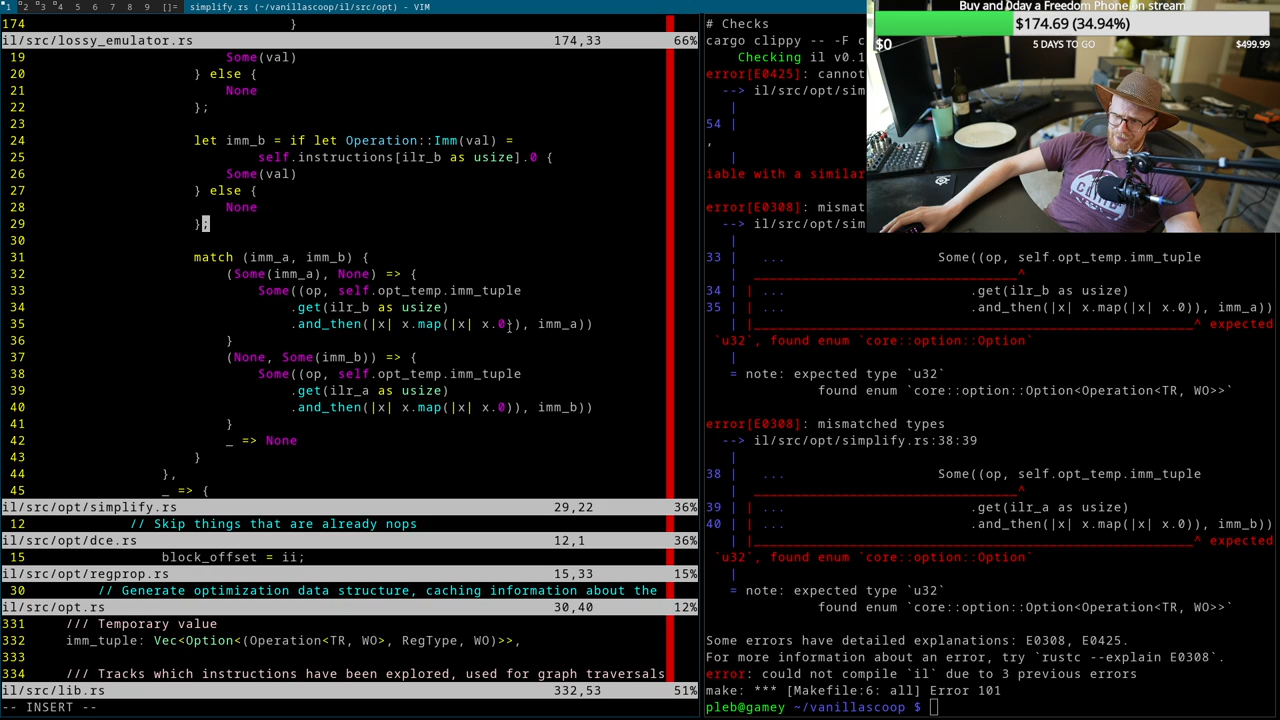 1 2 3 4 5 6 7 8 9 []= simplify.rs (~/vanillascoop/il/src/opt) - VIM
174 }
il/src/lossy_emulator.rs 174,33 66%
19 Some(val)
20 } else {
21 None
22 };
23
24 let imm_b = if let Operation::Imm(val) =
25 self.instructions[ilr_b as usize].0 {
26 Some(val)
27 } else {
28 None
29 };
30
31 match (imm_a, imm_b) {
32 (Some(imm_a), None) => {
33 Some((op, self.opt_temp.imm_tuple
34 .get(ilr_b as usize)
35 .and_then(|x| x.map(|x| x.0)), imm_a))
36 }
37 (None, Some(imm_b)) => {
38 Some((op, self.opt_temp.imm_tuple
39 .get(ilr_a as usize)
40 .and_then(|x| x.map(|x| x.0)), imm_b))
41 }
42 _ => None
43 }
44 },
45 _ => {
il/src/opt/simplify.rs 29,22 36%
12 // Skip things that are already nops
il/src/opt/dce.rs 12,1 36%
15 block_offset = ii;
il/src/opt/regprop.rs 15,33 15%
30 // Generate optimization data structure, caching information about the
il/src/opt.rs 30,40 12%
331 /// Temporary value
332 imm_tuple: Vec<Option<(Operation<TR, WO>, RegType, WO)>>,
333
334 /// Tracks which instructions have been explored, used for graph traversals
il/src/lib.rs 332,53 51%
-- INSERT --
# Checks
cargo clippy -- -F c
Checking il v0.1
error[E0425]: cannot
--> il/src/opt/sim
|
54 |
,
|
iable with a similar
error[E0308]: mismat
--> il/src/opt/sim
|
33 | ... Some((op, self.opt_temp.imm_tuple
| ______________________________________^
34 | | ... .get(ilr_b as usize)
35 | | ... .and_then(|x| x.map(|x| x.0)), imm_a))
| |_________________________________________________________^ expected
`u32`, found enum `core::option::Option`
|
= note: expected type `u32`
found enum `core::option::Option<Operation<TR, WO>>`
error[E0308]: mismatched types
--> il/src/opt/simplify.rs:38:39
|
38 | ... Some((op, self.opt_temp.imm_tuple
| ______________________________________^
39 | | ... .get(ilr_a as usize)
40 | | ... .and_then(|x| x.map(|x| x.0)), imm_b))
| |_________________________________________________________^ expected
`u32`, found enum `core::option::Option`
|
= note: expected type `u32`
found enum `core::option::Option<Operation<TR, WO>>`
Some errors have detailed explanations: E0308, E0425.
For more information about an error, try `rustc --explain E0308`.
error: could not compile `il` due to 3 previous errors
make: *** [Makefile:6: all] Error 101
pleb@gamey ~/vanillascoop $
Buy and Oday a Freedom Phone on stream
$174.69 (34.94%)
$0 5 DAYS TO GO $499.99